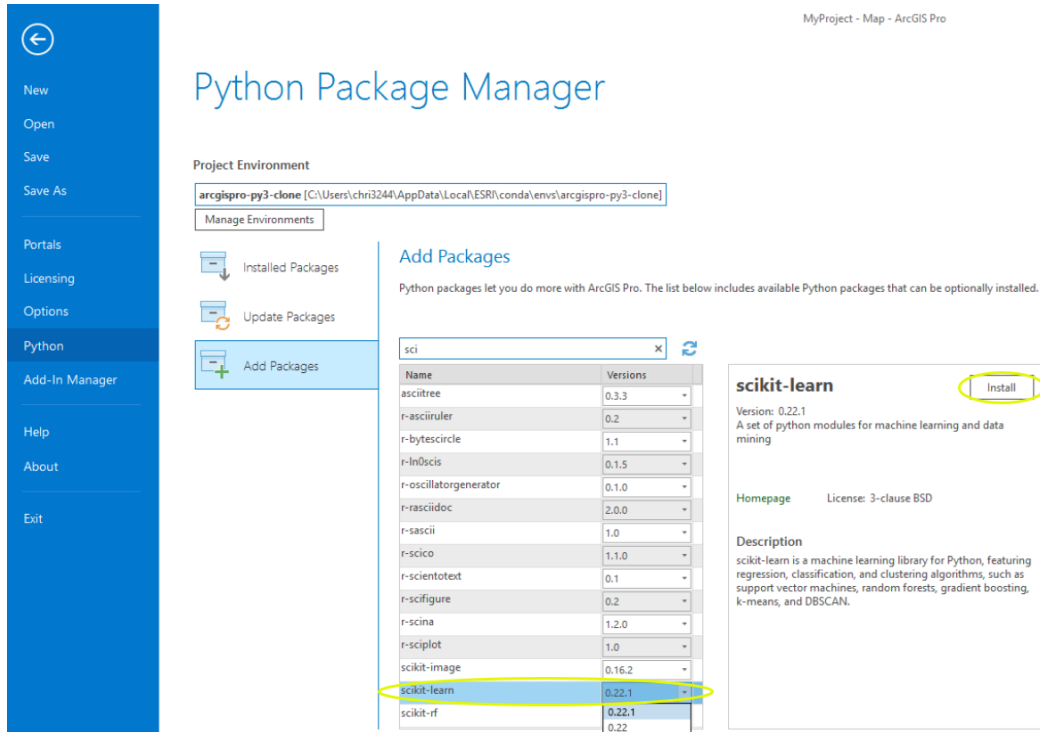 MyProject - Map - ArcGIS Pro
New
Open
Save
Save As
Portals
Licensing
Options
Python
Add-In Manager
Help
About
Exit
Python Package Manager
Project Environment
arcgispro-py3-clone [C:\Users\chri3244\AppData\Local\ESRI\conda\envs\arcgispro-py3-clone]
Manage Environments
Installed Packages
Update Packages
Add Packages
Add Packages
Python packages let you do more with ArcGIS Pro. The list below includes available Python packages that can be optionally installed.
sci
Name Versions
asciitree 0.3.3
r-asciiruler 0.2
r-bytescircle 1.1
r-ln0scis 0.1.5
r-oscillatorgenerator 0.1.0
r-rasciidoc 2.0.0
r-sascii 1.0
r-scico 1.1.0
r-scientotext 0.1
r-scifigure 0.2
r-scina 1.2.0
r-sciplot 1.0
scikit-image 0.16.2
scikit-learn 0.22.1
scikit-rf 0.22.1
0.22
scikit-learn
Install
Version: 0.22.1
A set of python modules for machine learning and data
mining
Homepage License: 3-clause BSD
Description
scikit-learn is a machine learning library for Python, featuring
regression, classification, and clustering algorithms, such as
support vector machines, random forests, gradient boosting,
k-means, and DBSCAN.